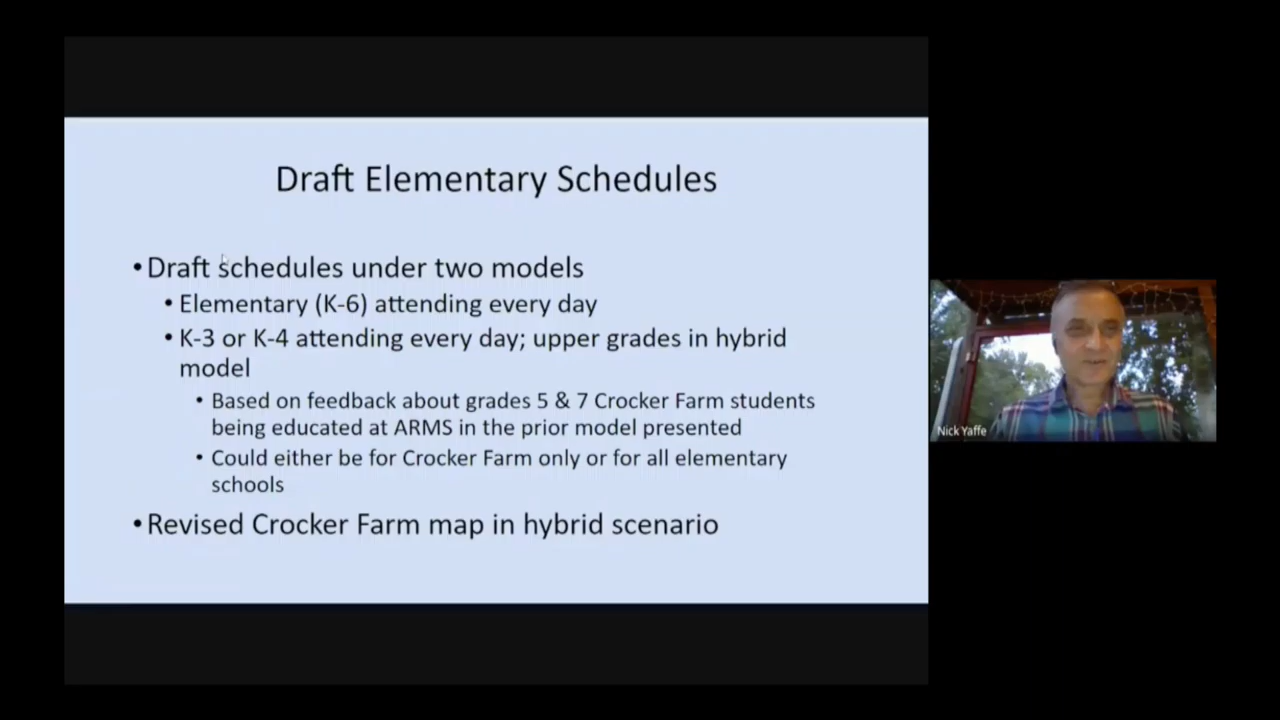 Draft Elementary Schedules
•Draft schedules under two models
•Elementary (K-6) attending every day
•K-3 or K-4 attending every day; upper grades in hybrid
model
•Based on feedback about grades 5 & 7 Crocker Farm students
being educated at ARMS in the prior model presented
•Could either be for Crocker Farm only or for all elementary
schools
•Revised Crocker Farm map in hybrid scenario
Nick Yaffe